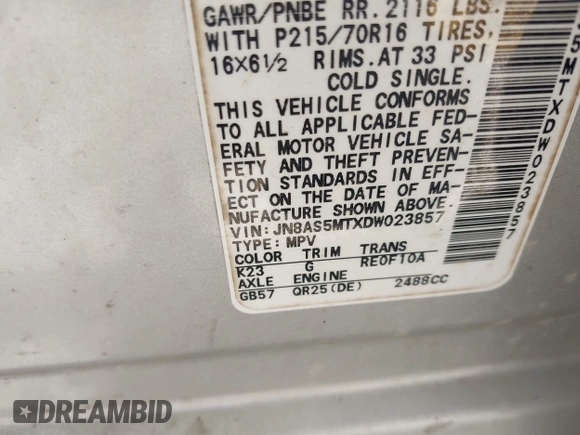 GAWR/PNBE RR. 2116 LBS.
WITH P215/70R16 TIRES,
16X6½ RIMS. AT 33 PSI
COLD SINGLE.
THIS VEHICLE CONFORMS
TO ALL APPLICABLE FED-
ERAL MOTOR VEHICLE SA-
FETY AND THEFT PREVEN-
TION STANDARDS IN EFF-
ECT ON THE DATE OF MA-
NUFACTURE SHOWN ABOVE.
VIN: JN8AS5MTXDW023857
TYPE: MPV
COLOR TRIM TRANS
K23 G RE0F10A
AXLE ENGINE
GB57 QR25(DE) 2488CC
5MTXDW023857
DREAMBID